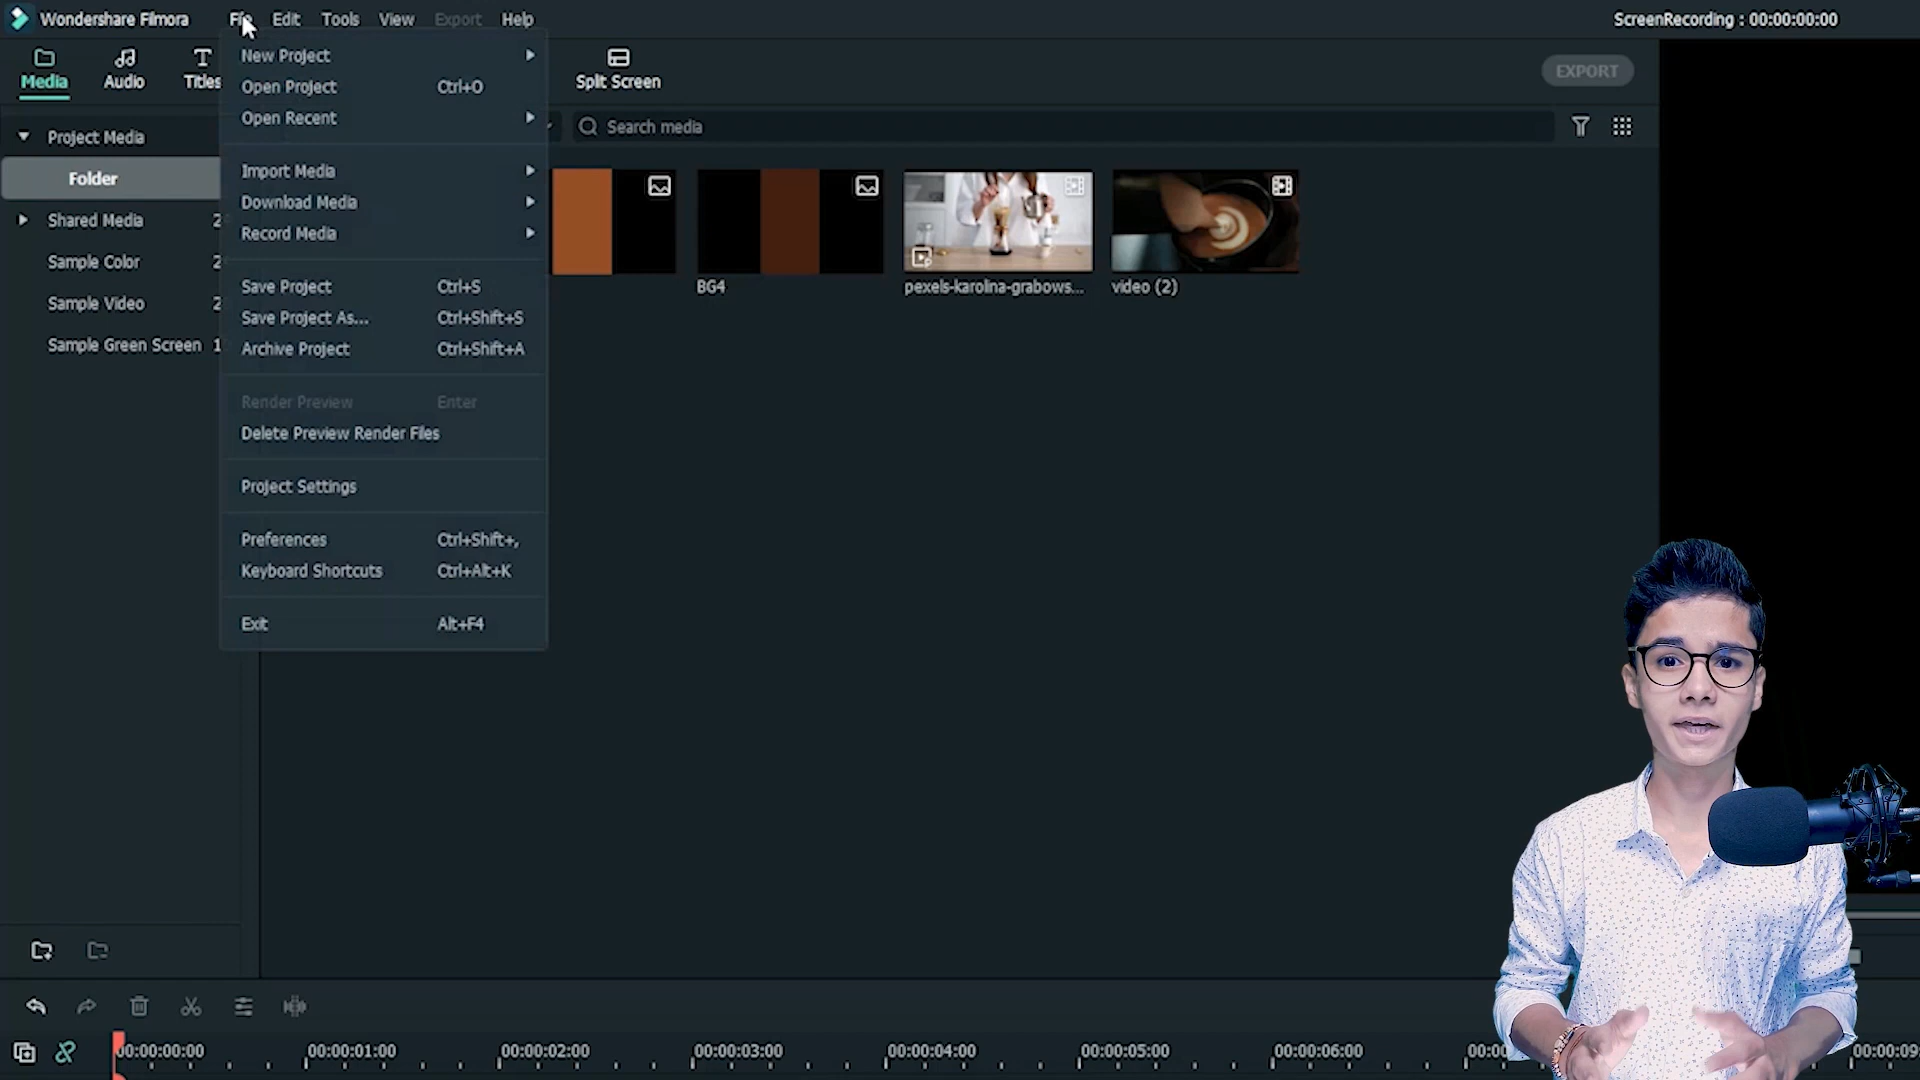 Wondershare Filmora
File Edit Tools View Export Help
ScreenRecording : 00:00:00:00
Media
Audio
Titles
Split Screen
EXPORT
Project Media
Folder
Shared Media
Sample Color
Sample Video
Sample Green Screen
New Project
Open Project Ctrl+O
Open Recent
Import Media
Download Media
Record Media
Save Project Ctrl+S
Save Project As... Ctrl+Shift+S
Archive Project Ctrl+Shift+A
Render Preview Enter
Delete Preview Render Files
Project Settings
Preferences Ctrl+Shift+,
Keyboard Shortcuts Ctrl+Alt+K
Exit Alt+F4
Search media
BG4
pexels-karolina-grabows...
video (2)
00:00:00:00 00:00:01:00 00:00:02:00 00:00:03:00 00:00:04:00 00:00:05:00 00:00:06:00